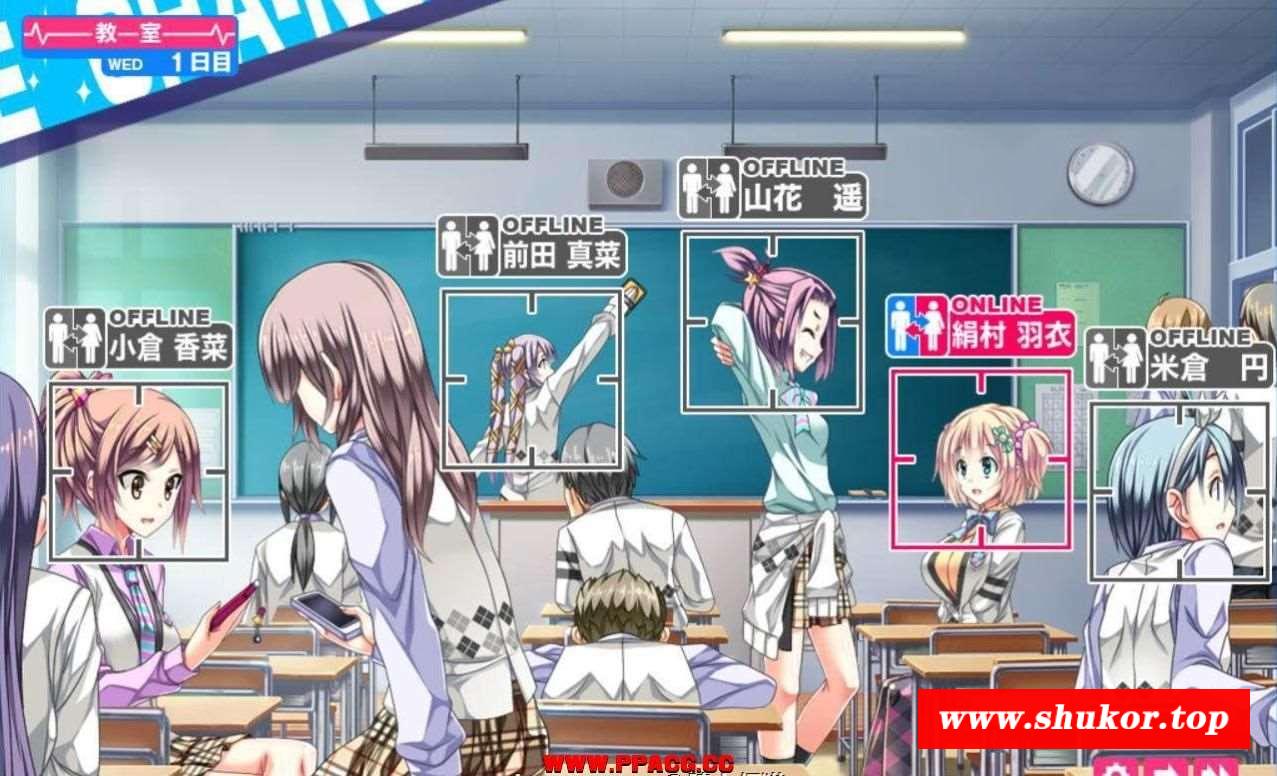 教室
WED 1日目
OFFLINE
山花 遥
OFFLINE
前田 真菜
ONLINE
絹村 羽衣
OFFLINE
小倉 香菜
OFFLINE
米倉 円
www.shukor.top
WWW.PPACG.CC